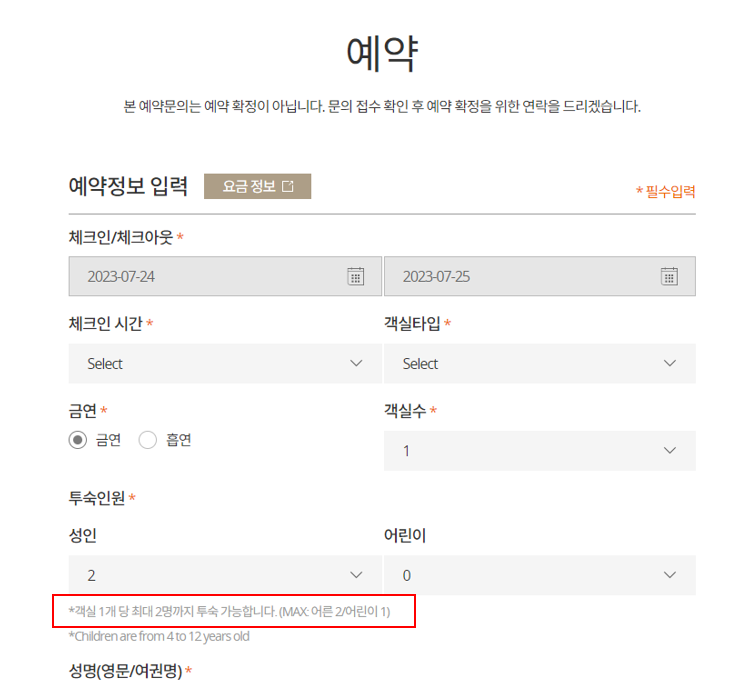 예약
본 예약문의는 예약 확정이 아닙니다. 문의 접수 확인 후 예약 확정을 위한 연락을 드리겠습니다.
예약정보 입력 요금 정보 * 필수입력
체크인/체크아웃 *
2023-07-24 2023-07-25
체크인 시간 * 객실타입 *
Select Select
금연 * 객실수 *
금연 흡연 1
투숙인원 *
성인 어린이
2 0
*객실 1개 당 최대 2명까지 투숙 가능합니다. (MAX: 어른 2/어린이 1)
*Children are from 4 to 12 years old
성명(영문/여권명) *